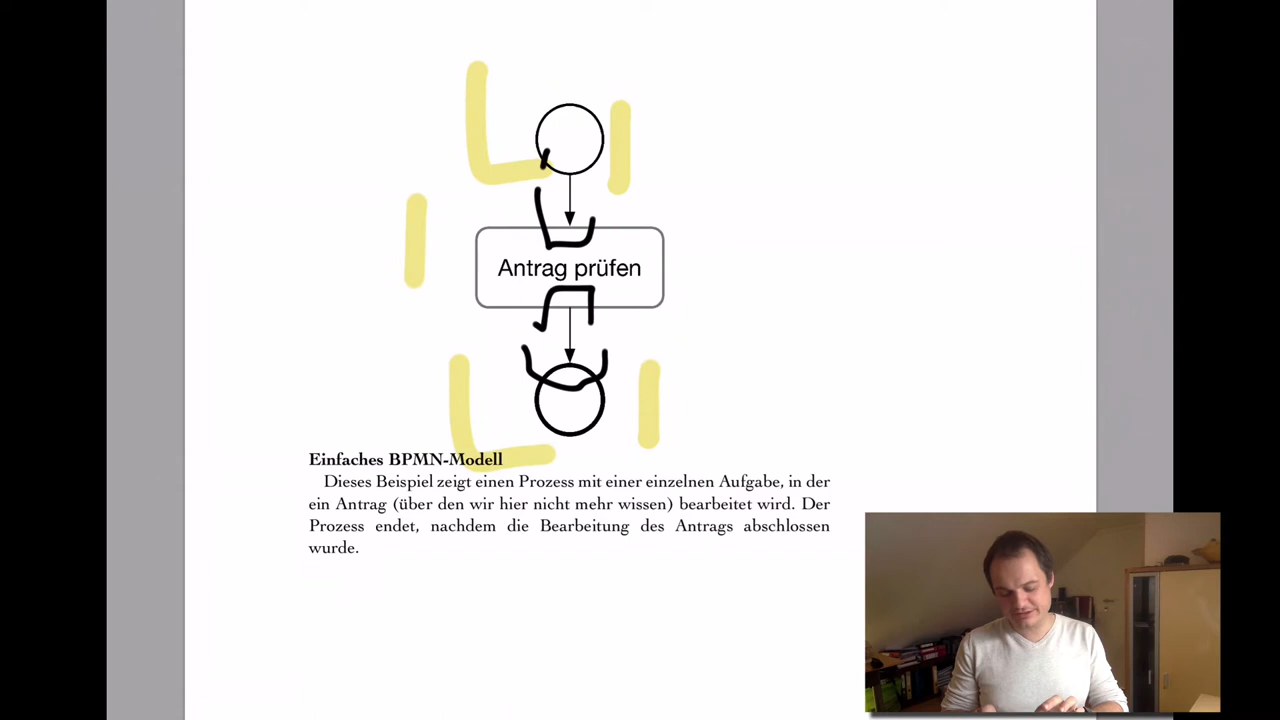 Antrag prüfen
Einfaches BPMN-Modell
Dieses Beispiel zeigt einen Prozess mit einer einzelnen Aufgabe, in der
ein Antrag (über den wir hier nicht mehr wissen) bearbeitet wird. Der
Prozess endet, nachdem die Bearbeitung des Antrags abschlossen
wurde.